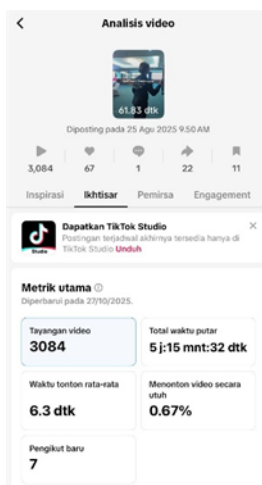 Analisis video
61.83 dtk
Diposting pada 25 Agu 2025 9.50 AM
3,084 67 1 22 11
Inspirasi Ikhtisar Pemirsa Engagement
Dapatkan TikTok Studio
Postingan terjadwal akhirnya tersedia hanya di
TikTok Studio Unduh
Studio
Metrik utama
Diperbarui pada 27/10/2025.
Tayangan video
3084
Total waktu putar
5 j:15 mnt:32 dtk
Waktu tonton rata-rata
6.3 dtk
Menonton video secara
utuh
0.67%
Pengikut baru
7